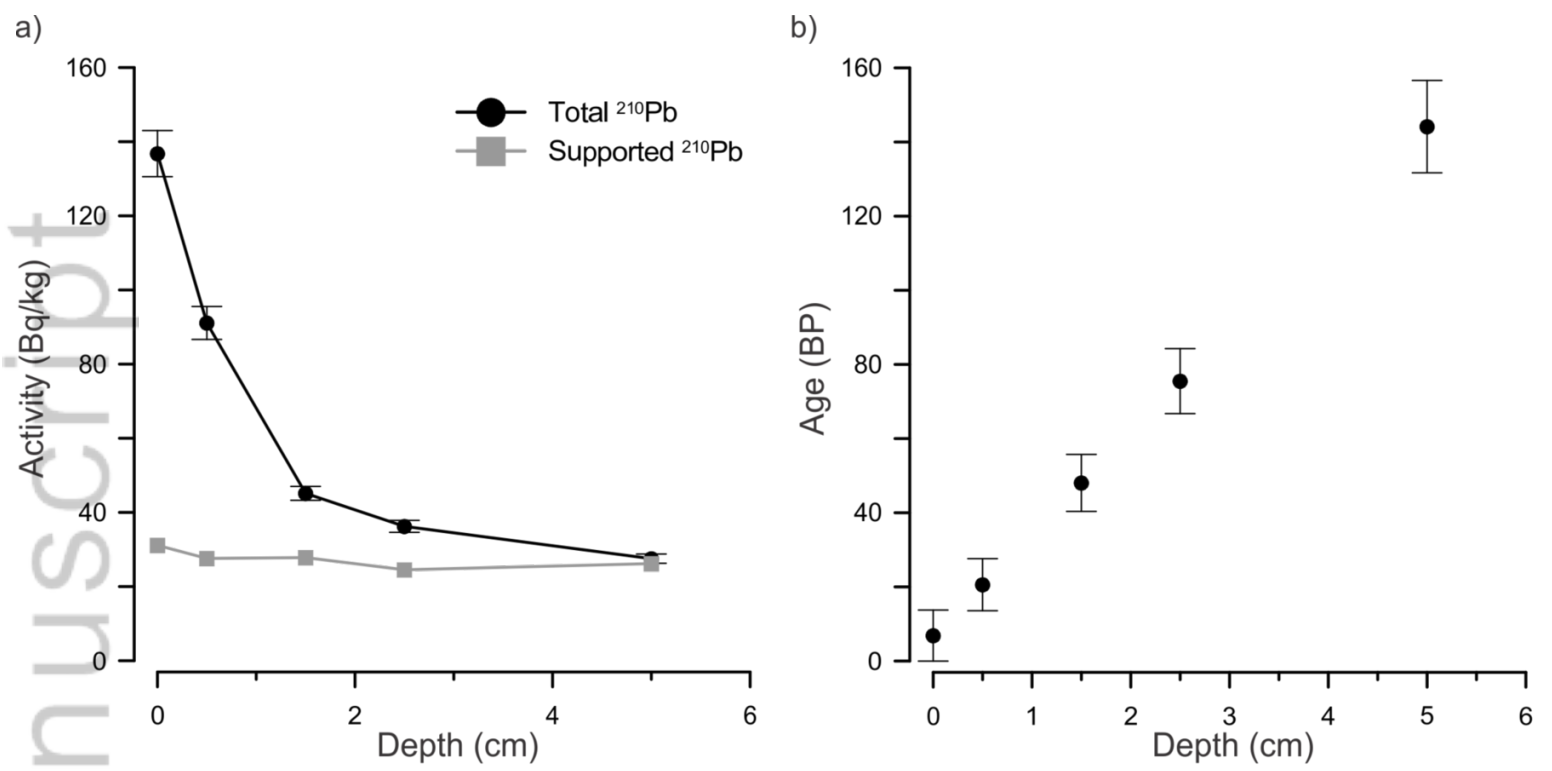 a)
160
120
80
40
0
Activity (Bq/kg)
Total ²¹⁰Pb
Supported ²¹⁰Pb
0 2 4 6
Depth (cm)
b)
160
120
80
40
0
Age (BP)
0 1 2 3 4 5 6
Depth (cm)
nuscript